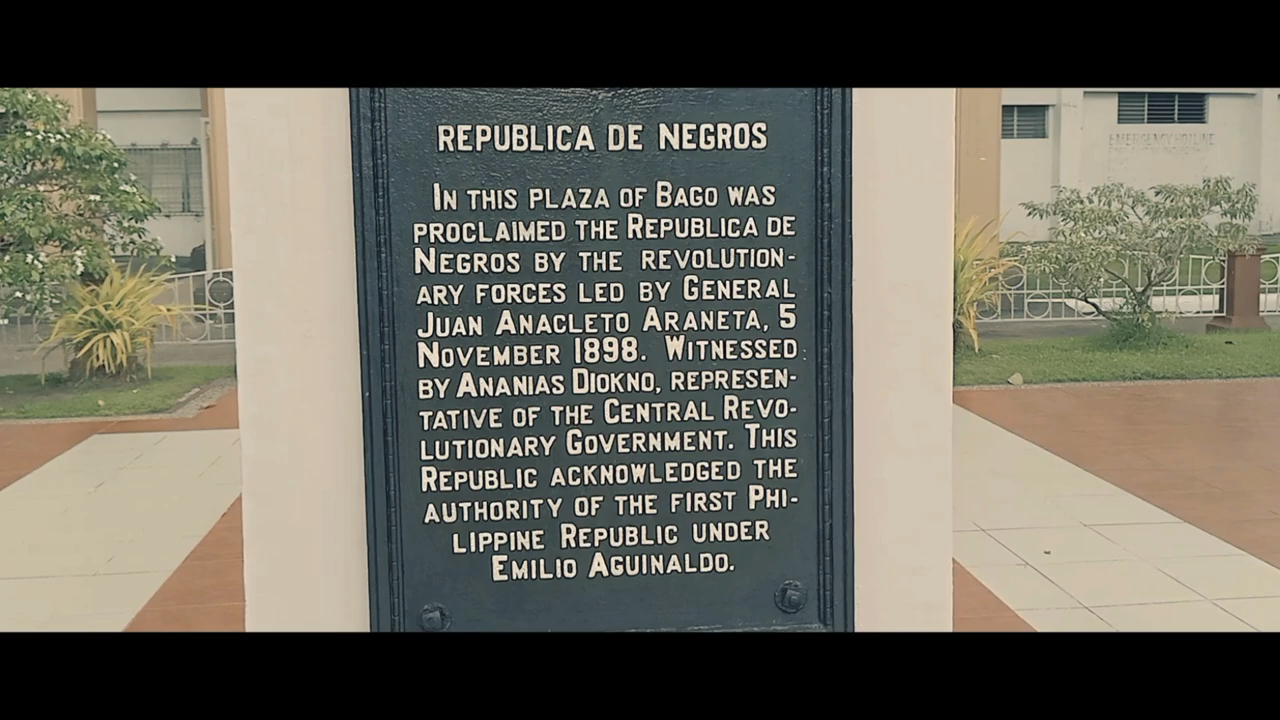 REPUBLICA DE NEGROS
IN THIS PLAZA OF BAGO WAS
PROCLAIMED THE REPUBLICA DE
NEGROS BY THE REVOLUTION-
ARY FORCES LED BY GENERAL
JUAN ANACLETO ARANETA, 5
NOVEMBER 1898. WITNESSED
BY ANANIAS DIOKNO, REPRESEN-
TATIVE OF THE CENTRAL REVO-
LUTIONARY GOVERNMENT. THIS
REPUBLIC ACKNOWLEDGED THE
AUTHORITY OF THE FIRST PHI-
LIPPINE REPUBLIC UNDER
EMILIO AGUINALDO.
EMERGENCY HOTLINE